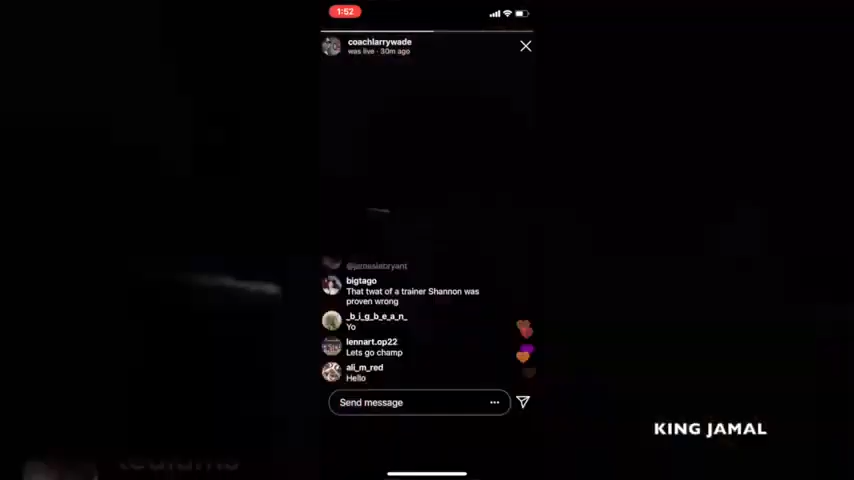 1:52
coachlarrywade
was live · 30m ago
@jamesiabryant
bigtago
That twat of a trainer Shannon was
proven wrong
_b_i_g_b_e_a_n_
Yo
lennart.op22
Lets go champ
ali_m_red
Hello
Send message
KING JAMAL